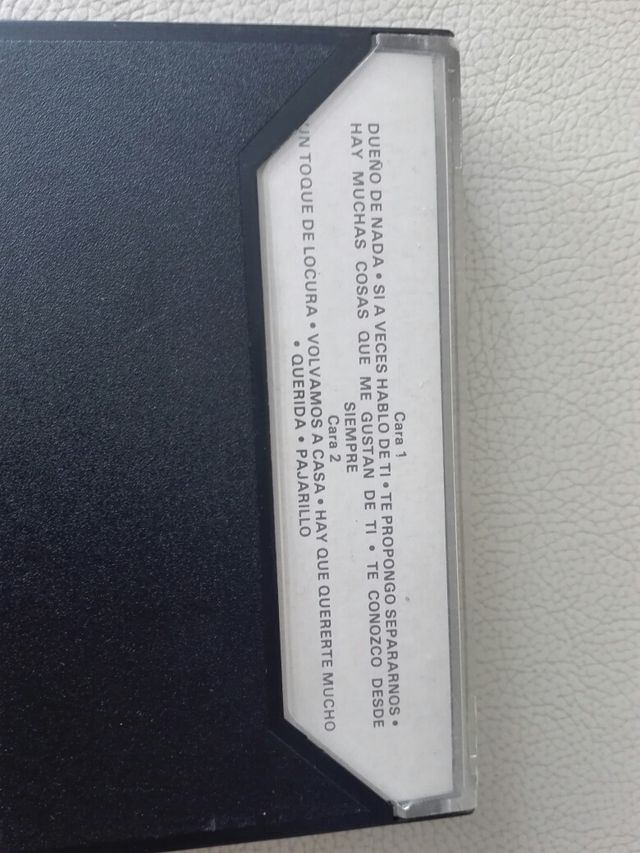 Cara 1
DUEÑO DE NADA • SI A VECES HABLO DE TI • TE PROPONGO SEPARARNOS •
HAY MUCHAS COSAS QUE ME GUSTAN DE TI • TE CONOZCO DESDE
SIEMPRE
Cara 2
UN TOQUE DE LOCURA • VOLVAMOS A CASA • HAY QUE QUERERTE MUCHO
• QUERIDA • PAJARILLO